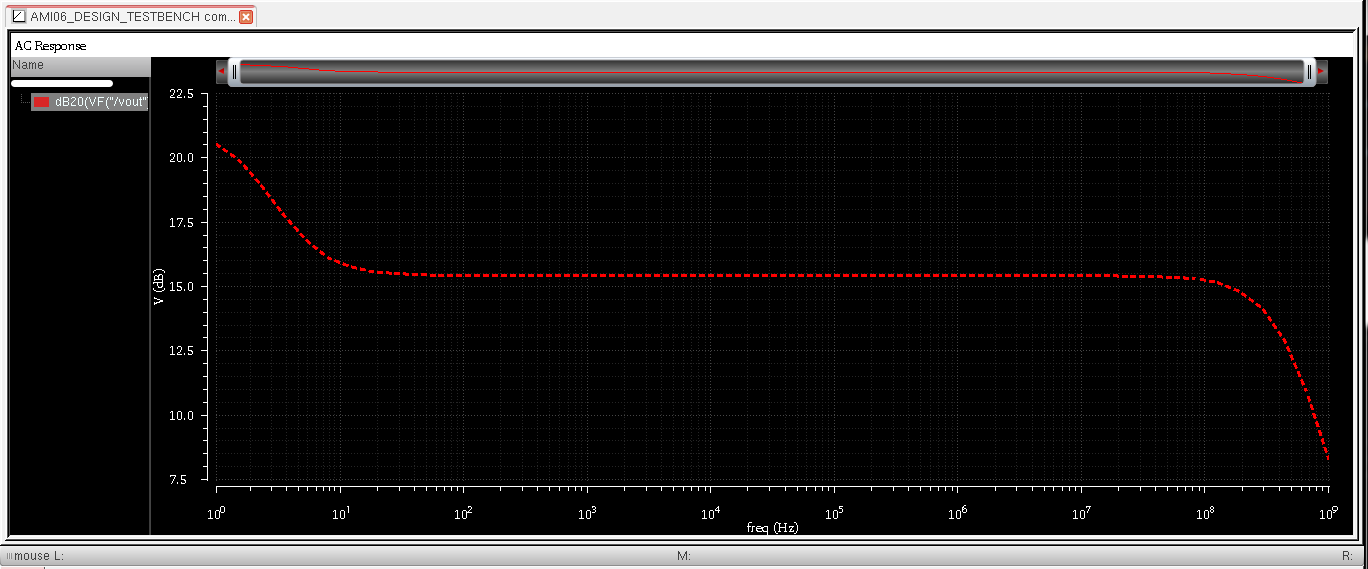 AMI06_DESIGN_TESTBENCH com...
AC Response
Name
dB20(VF("/vout"
22.5
20.0
17.5
15.0
12.5
10.0
7.5
V (dB)
10⁰ 10¹ 10² 10³ 10⁴ 10⁵ 10⁶ 10⁷ 10⁸ 10⁹
freq (Hz)
mouse L: M: R: